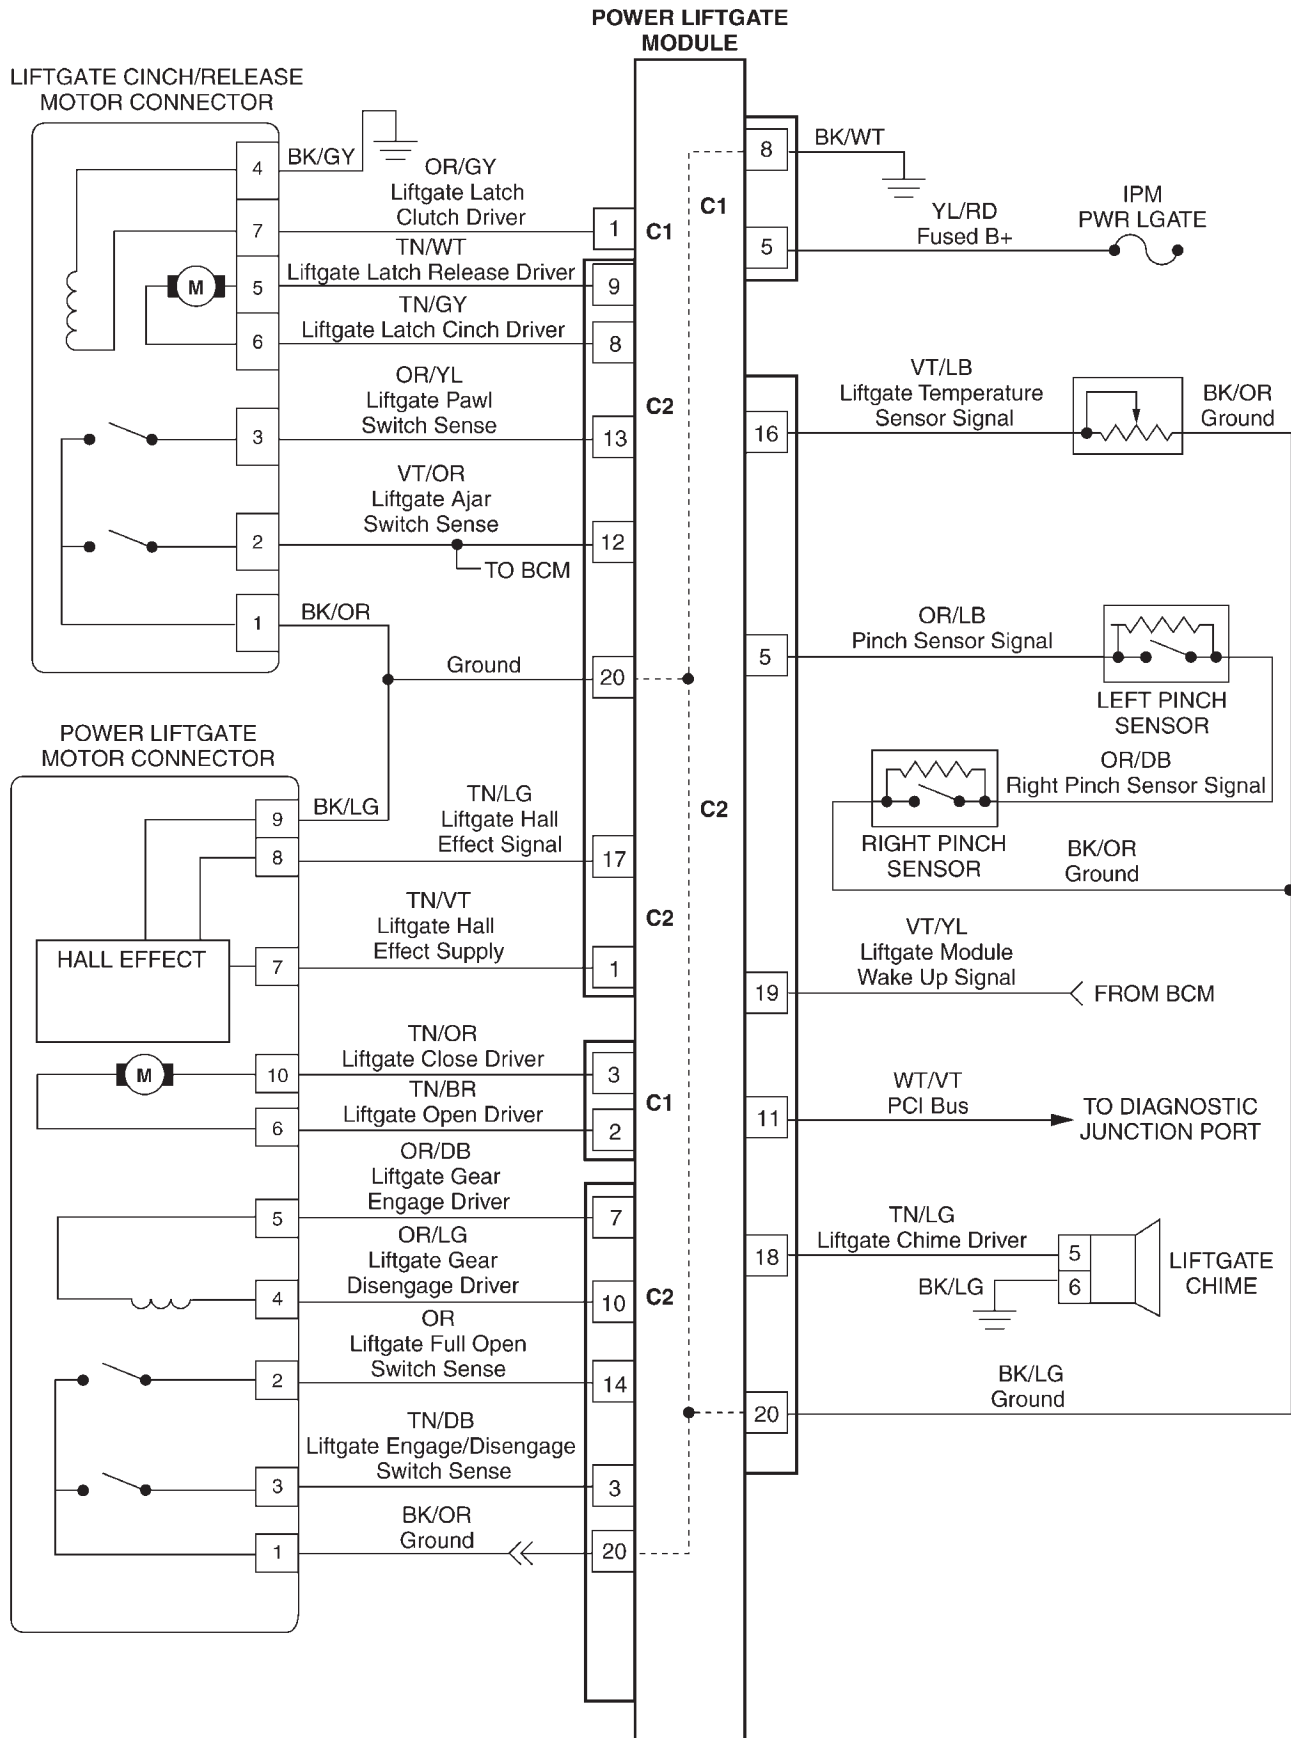 POWER LIFTGATE
MODULE
LIFTGATE CINCH/RELEASE
MOTOR CONNECTOR
4
BK/GY
OR/GY
Liftgate Latch
Clutch Driver
7
1
C1
TN/WT
Liftgate Latch Release Driver
M
5
9
TN/GY
Liftgate Latch Cinch Driver
6
8
OR/YL
Liftgate Pawl
Switch Sense
C2
3
13
VT/OR
Liftgate Ajar
Switch Sense
2
12
TO BCM
1
BK/OR
Ground
20
POWER LIFTGATE
MOTOR CONNECTOR
9
BK/LG
TN/LG
Liftgate Hall
Effect Signal
8
17
TN/VT
Liftgate Hall
Effect Supply
C2
HALL EFFECT
7
1
TN/OR
Liftgate Close Driver
M
10
3
TN/BR
Liftgate Open Driver
C1
6
2
OR/DB
Liftgate Gear
Engage Driver
5
7
OR/LG
Liftgate Gear
Disengage Driver
4
10
C2
OR
Liftgate Full Open
Switch Sense
2
14
TN/DB
Liftgate Engage/Disengage
Switch Sense
3
3
BK/OR
Ground
1
20
8
BK/WT
C1
YL/RD
Fused B+
5
IPM
PWR LGATE
VT/LB
Liftgate Temperature
Sensor Signal
16
BK/OR
Ground
OR/LB
Pinch Sensor Signal
5
LEFT PINCH
SENSOR
OR/DB
Right Pinch Sensor Signal
C2
RIGHT PINCH
SENSOR
BK/OR
Ground
VT/YL
Liftgate Module
Wake Up Signal
19
FROM BCM
WT/VT
PCI Bus
11
TO DIAGNOSTIC
JUNCTION PORT
TN/LG
Liftgate Chime Driver
18
5
BK/LG
6
LIFTGATE
CHIME
BK/LG
Ground
20